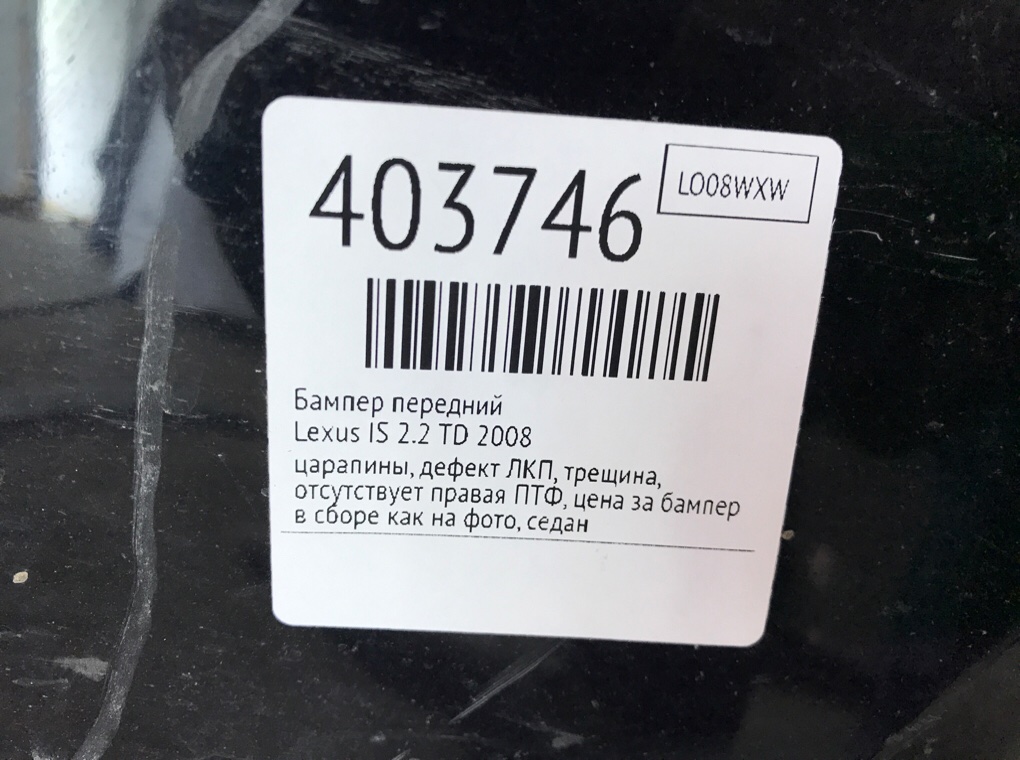 403746
LO08WXW
Бампер передний
Lexus IS 2.2 TD 2008
царапины, дефект ЛКП, трещина,
отсутствует правая ПТФ, цена за бампер
в сборе как на фото, седан